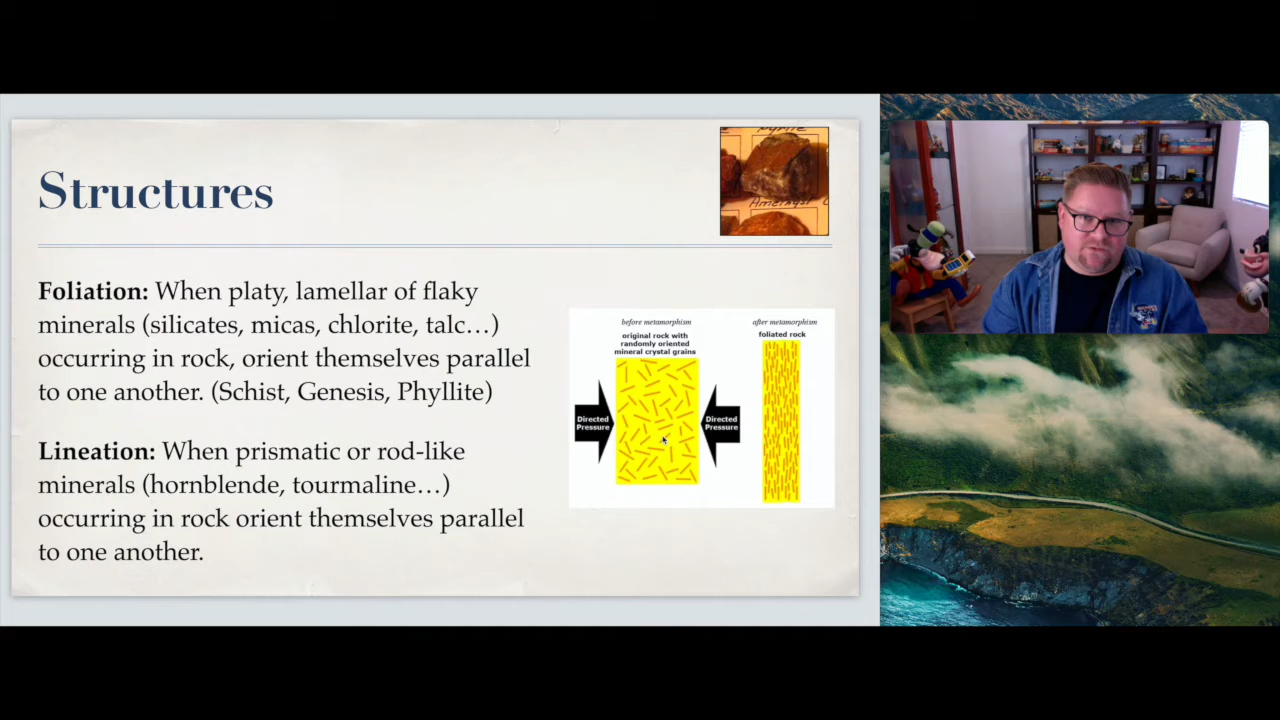 Structures
Myrite
Amethyst
Foliation: When platy, lamellar of flaky
minerals (silicates, micas, chlorite, talc…)
occurring in rock, orient themselves parallel
to one another. (Schist, Genesis, Phyllite)
Lineation: When prismatic or rod-like
minerals (hornblende, tourmaline…)
occurring in rock orient themselves parallel
to one another.
before metamorphism
original rock with
randomly oriented
mineral crystal grains
Directed
Pressure
Directed
Pressure
after metamorphism
foliated rock